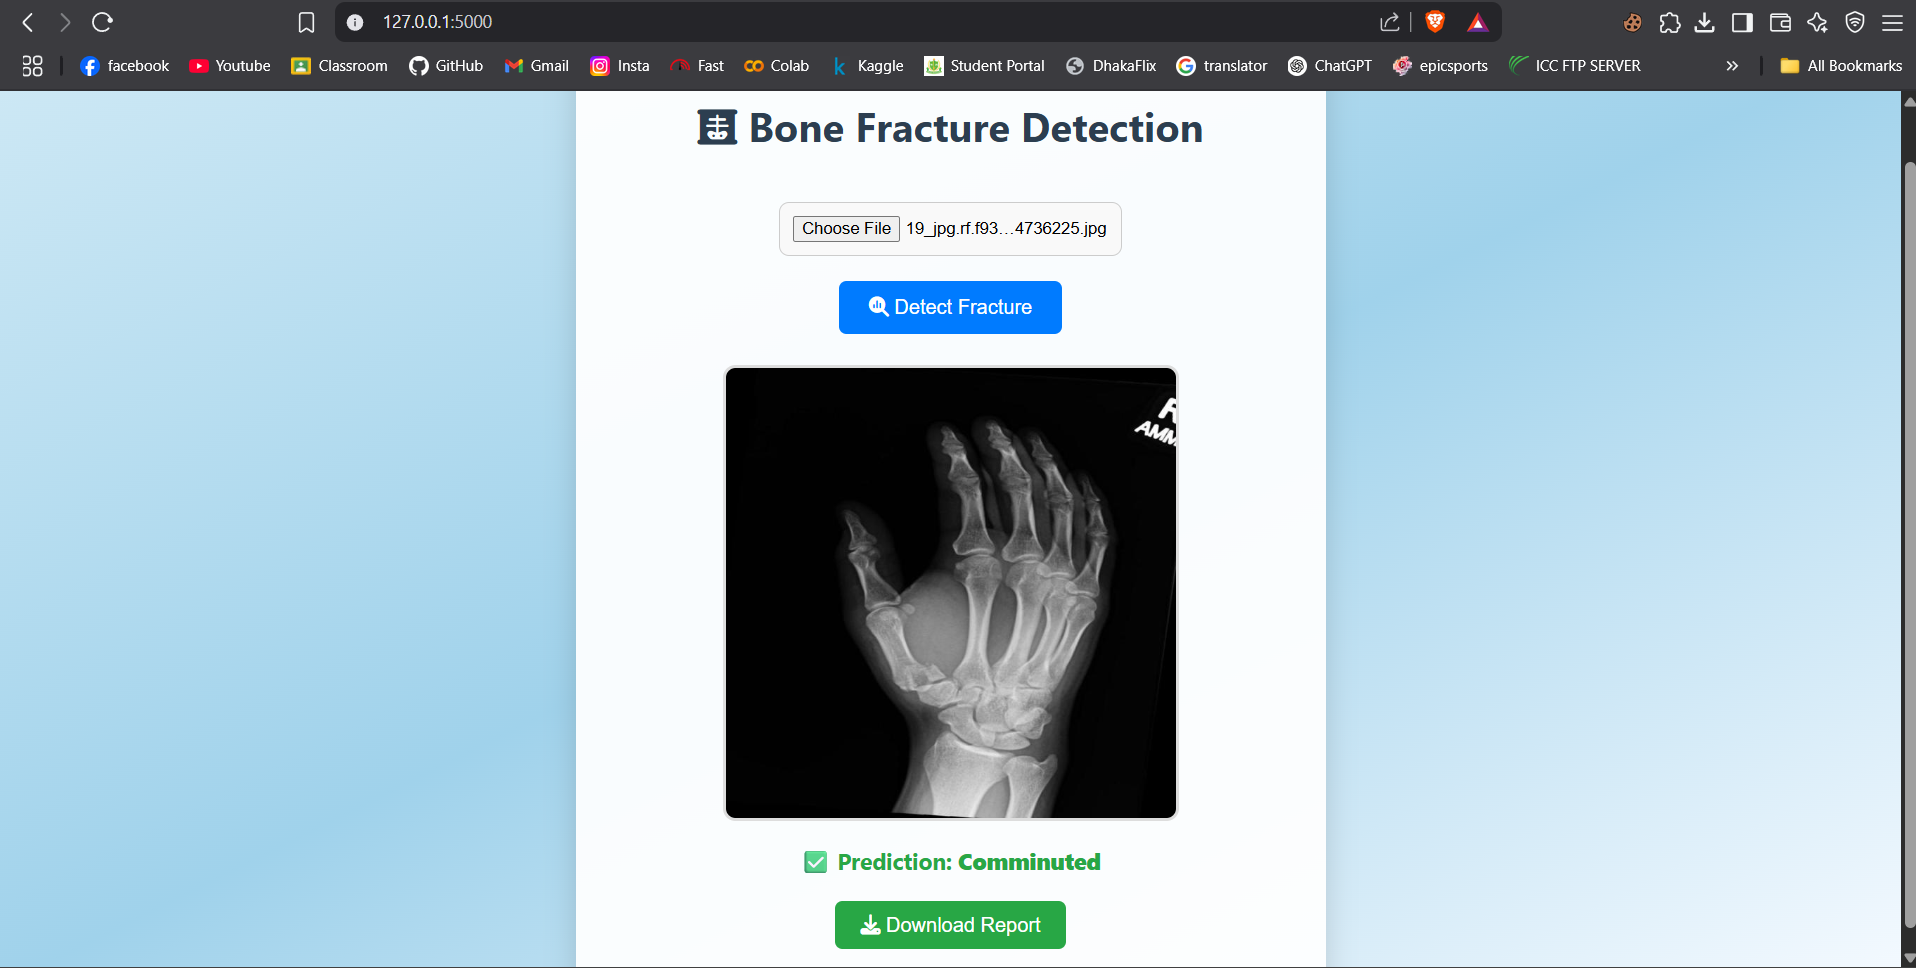 127.0.0.1:5000
facebook Youtube Classroom GitHub Gmail Insta Fast Colab Kaggle Student Portal DhakaFlix translator ChatGPT epicsports ICC FTP SERVER » All Bookmarks
Bone Fracture Detection
Choose File 19_jpg.rf.f93...4736225.jpg
Detect Fracture
R
AMM
Prediction: Comminuted
Download Report